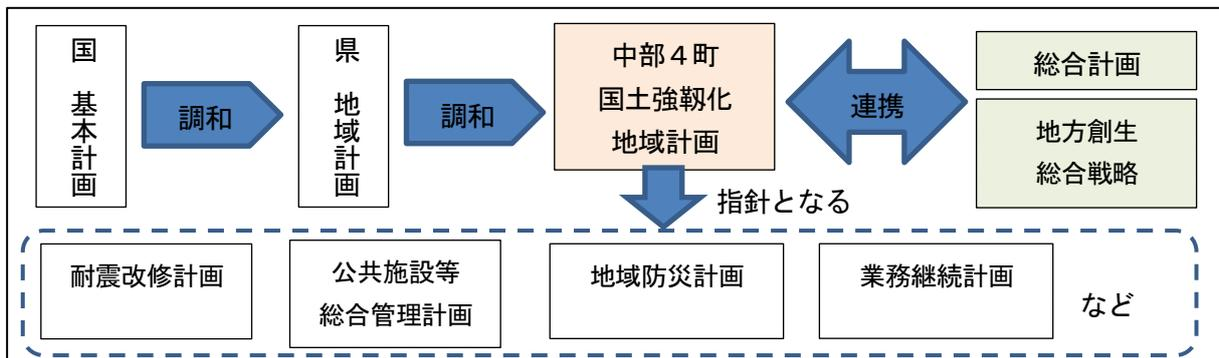 国 基本計画
調和
県 地域計画
調和
中部４町
国土強靱化
地域計画
連携
総合計画
地方創生
総合戦略
指針となる
耐震改修計画
公共施設等
総合管理計画
地域防災計画
業務継続計画
など